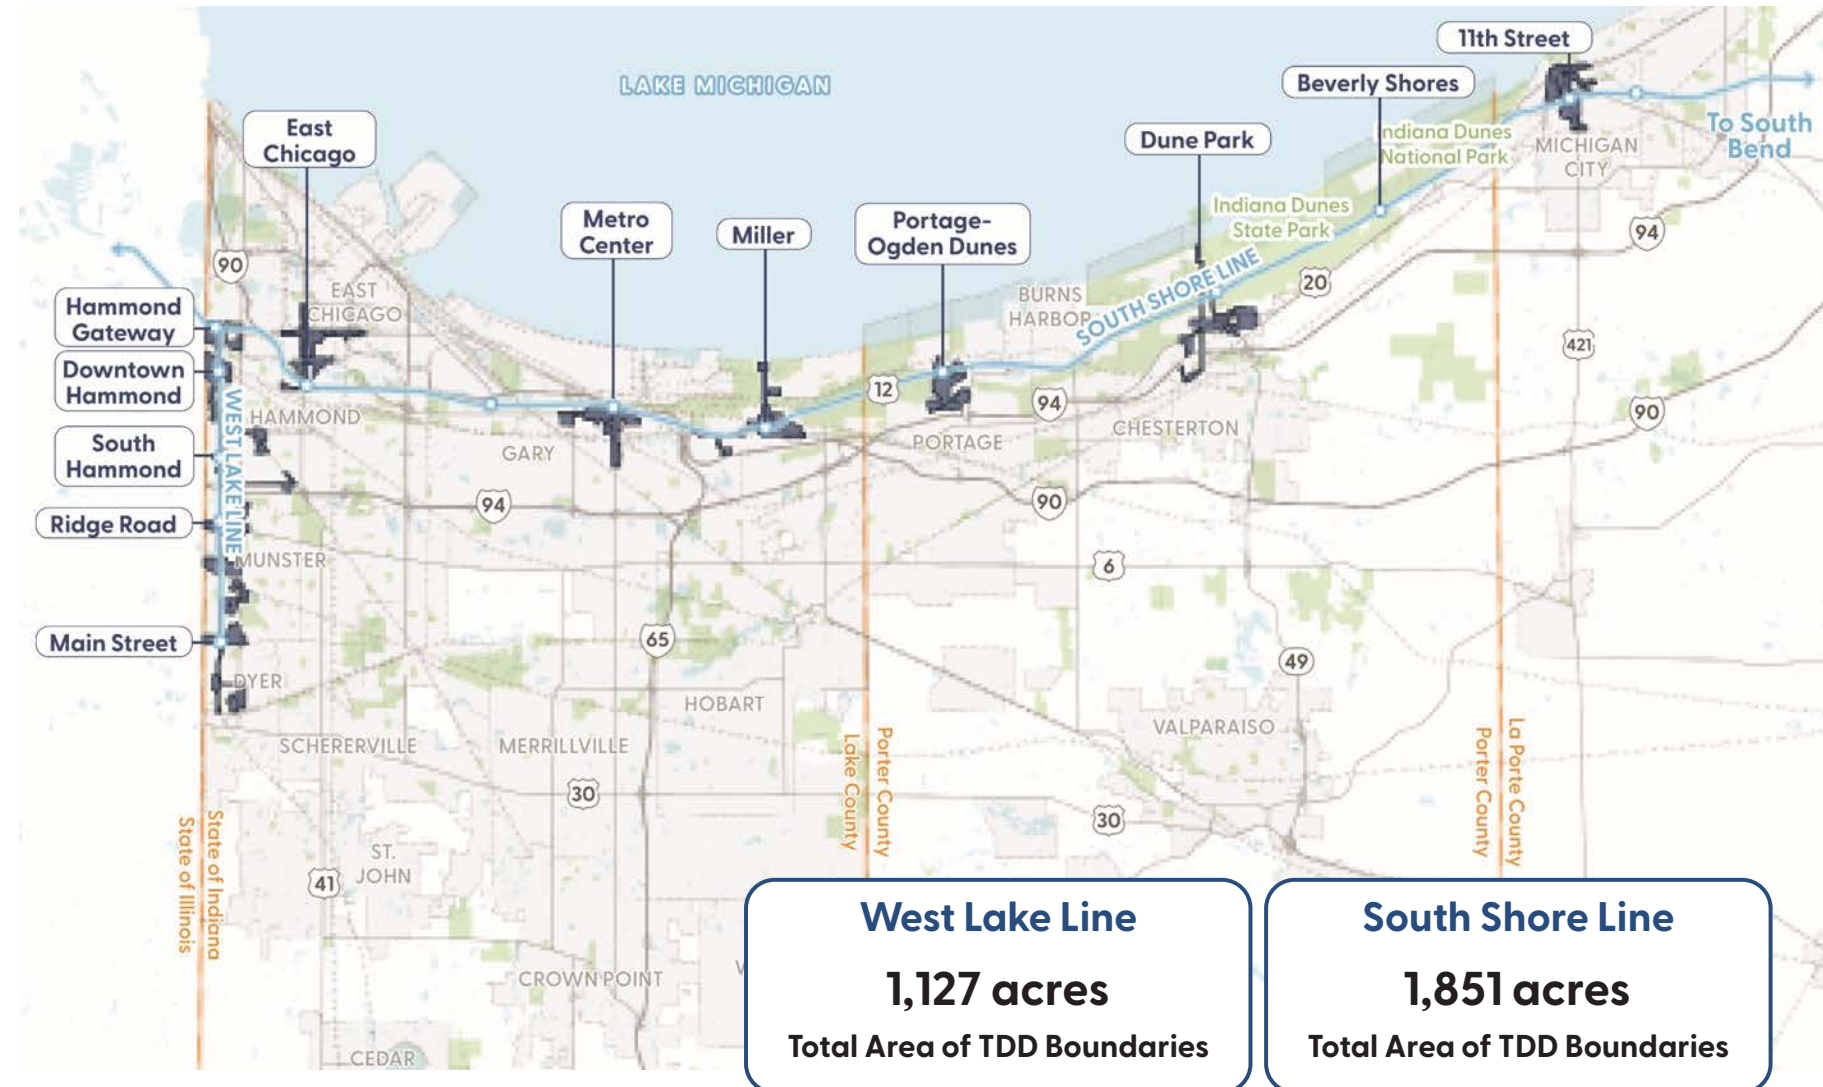 11th Street
LAKE MICHIGAN
Beverly Shores
East
Chicago
Dune Park
Indiana Dunes
National Park
To South
Bend
MICHIGAN
CITY
Metro
Center
Miller
Portage-
Ogden Dunes
Indiana Dunes
State Park
94
90
SOUTH SHORE LINE
20
EAST
CHICAGO
BURNS
HARBOR
Hammond
Gateway
421
Downtown
Hammond
12
94
90
WEST LAKE LINE
HAMMOND
GARY
PORTAGE
CHESTERTON
South
Hammond
94
90
Ridge Road
MUNSTER
6
Main Street
65
49
DYER
HOBART
SCHERERVILLE
MERRILLVILLE
VALPARAISO
Lake County
Porter County
Porter County
La Porte County
30
30
State of Illinois
State of Indiana
ST.
JOHN
41
CROWN POINT
CEDAR
West Lake Line
1,127 acres
Total Area of TDD Boundaries
South Shore Line
1,851 acres
Total Area of TDD Boundaries